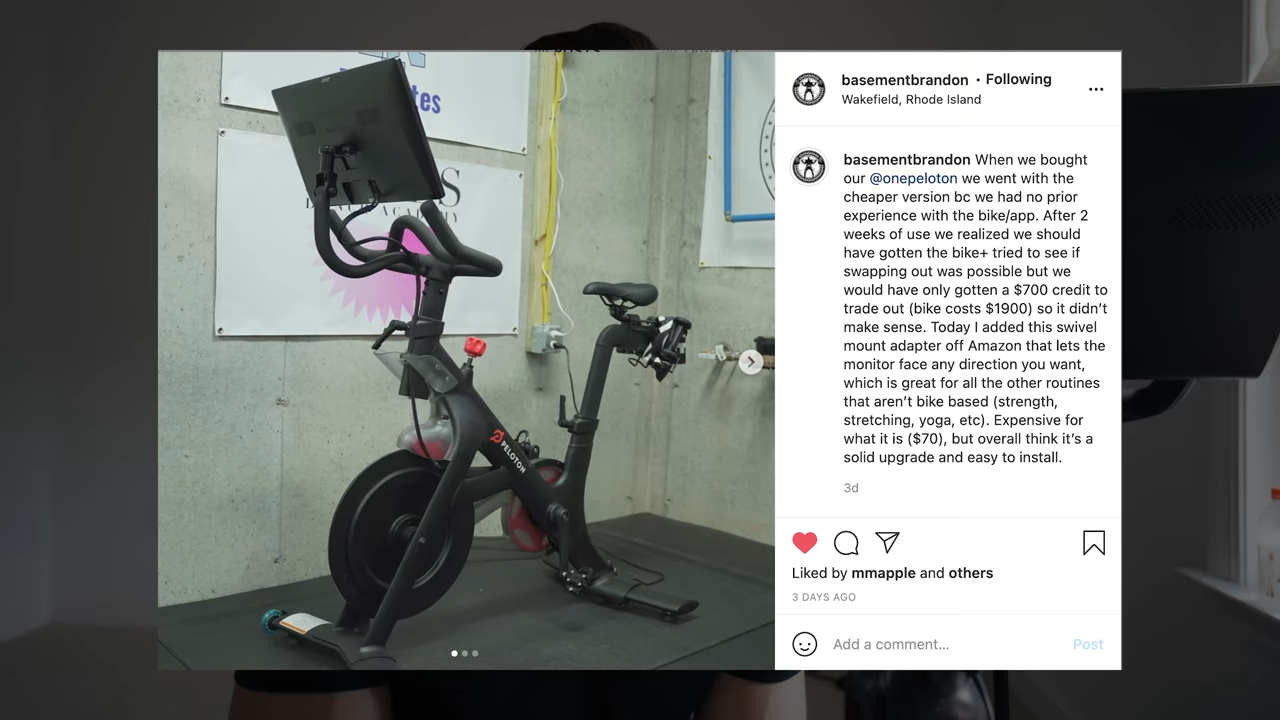 basementbrandon • Following
Wakefield, Rhode Island
basementbrandon When we bought
our @onepeloton we went with the
cheaper version bc we had no prior
experience with the bike/app. After 2
weeks of use we realized we should
have gotten the bike+ tried to see if
swapping out was possible but we
would have only gotten a $700 credit to
trade out (bike costs $1900) so it didn't
make sense. Today I added this swivel
mount adapter off Amazon that lets the
monitor face any direction you want,
which is great for all the other routines
that aren't bike based (strength,
stretching, yoga, etc). Expensive for
what it is ($70), but overall think it's a
solid upgrade and easy to install.
3d
Liked by mmapple and others
3 DAYS AGO
Add a comment...
Post
PELOTON